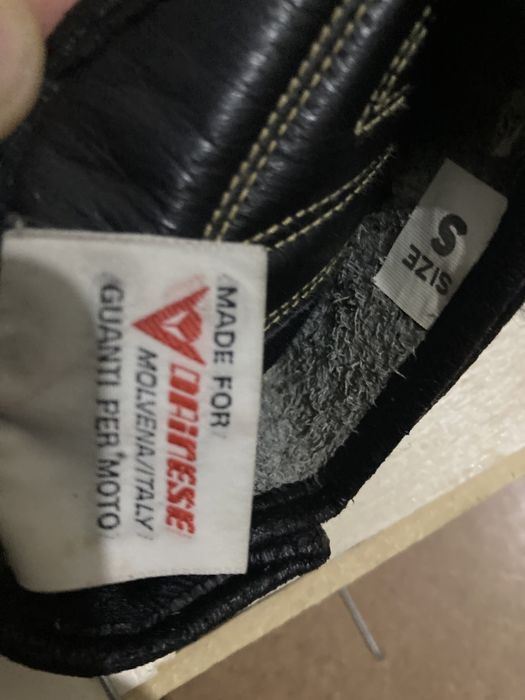 MADE FOR
DAINESE
MOLVENA/ITALY
GUANTI PER MOTO
SIZE
S